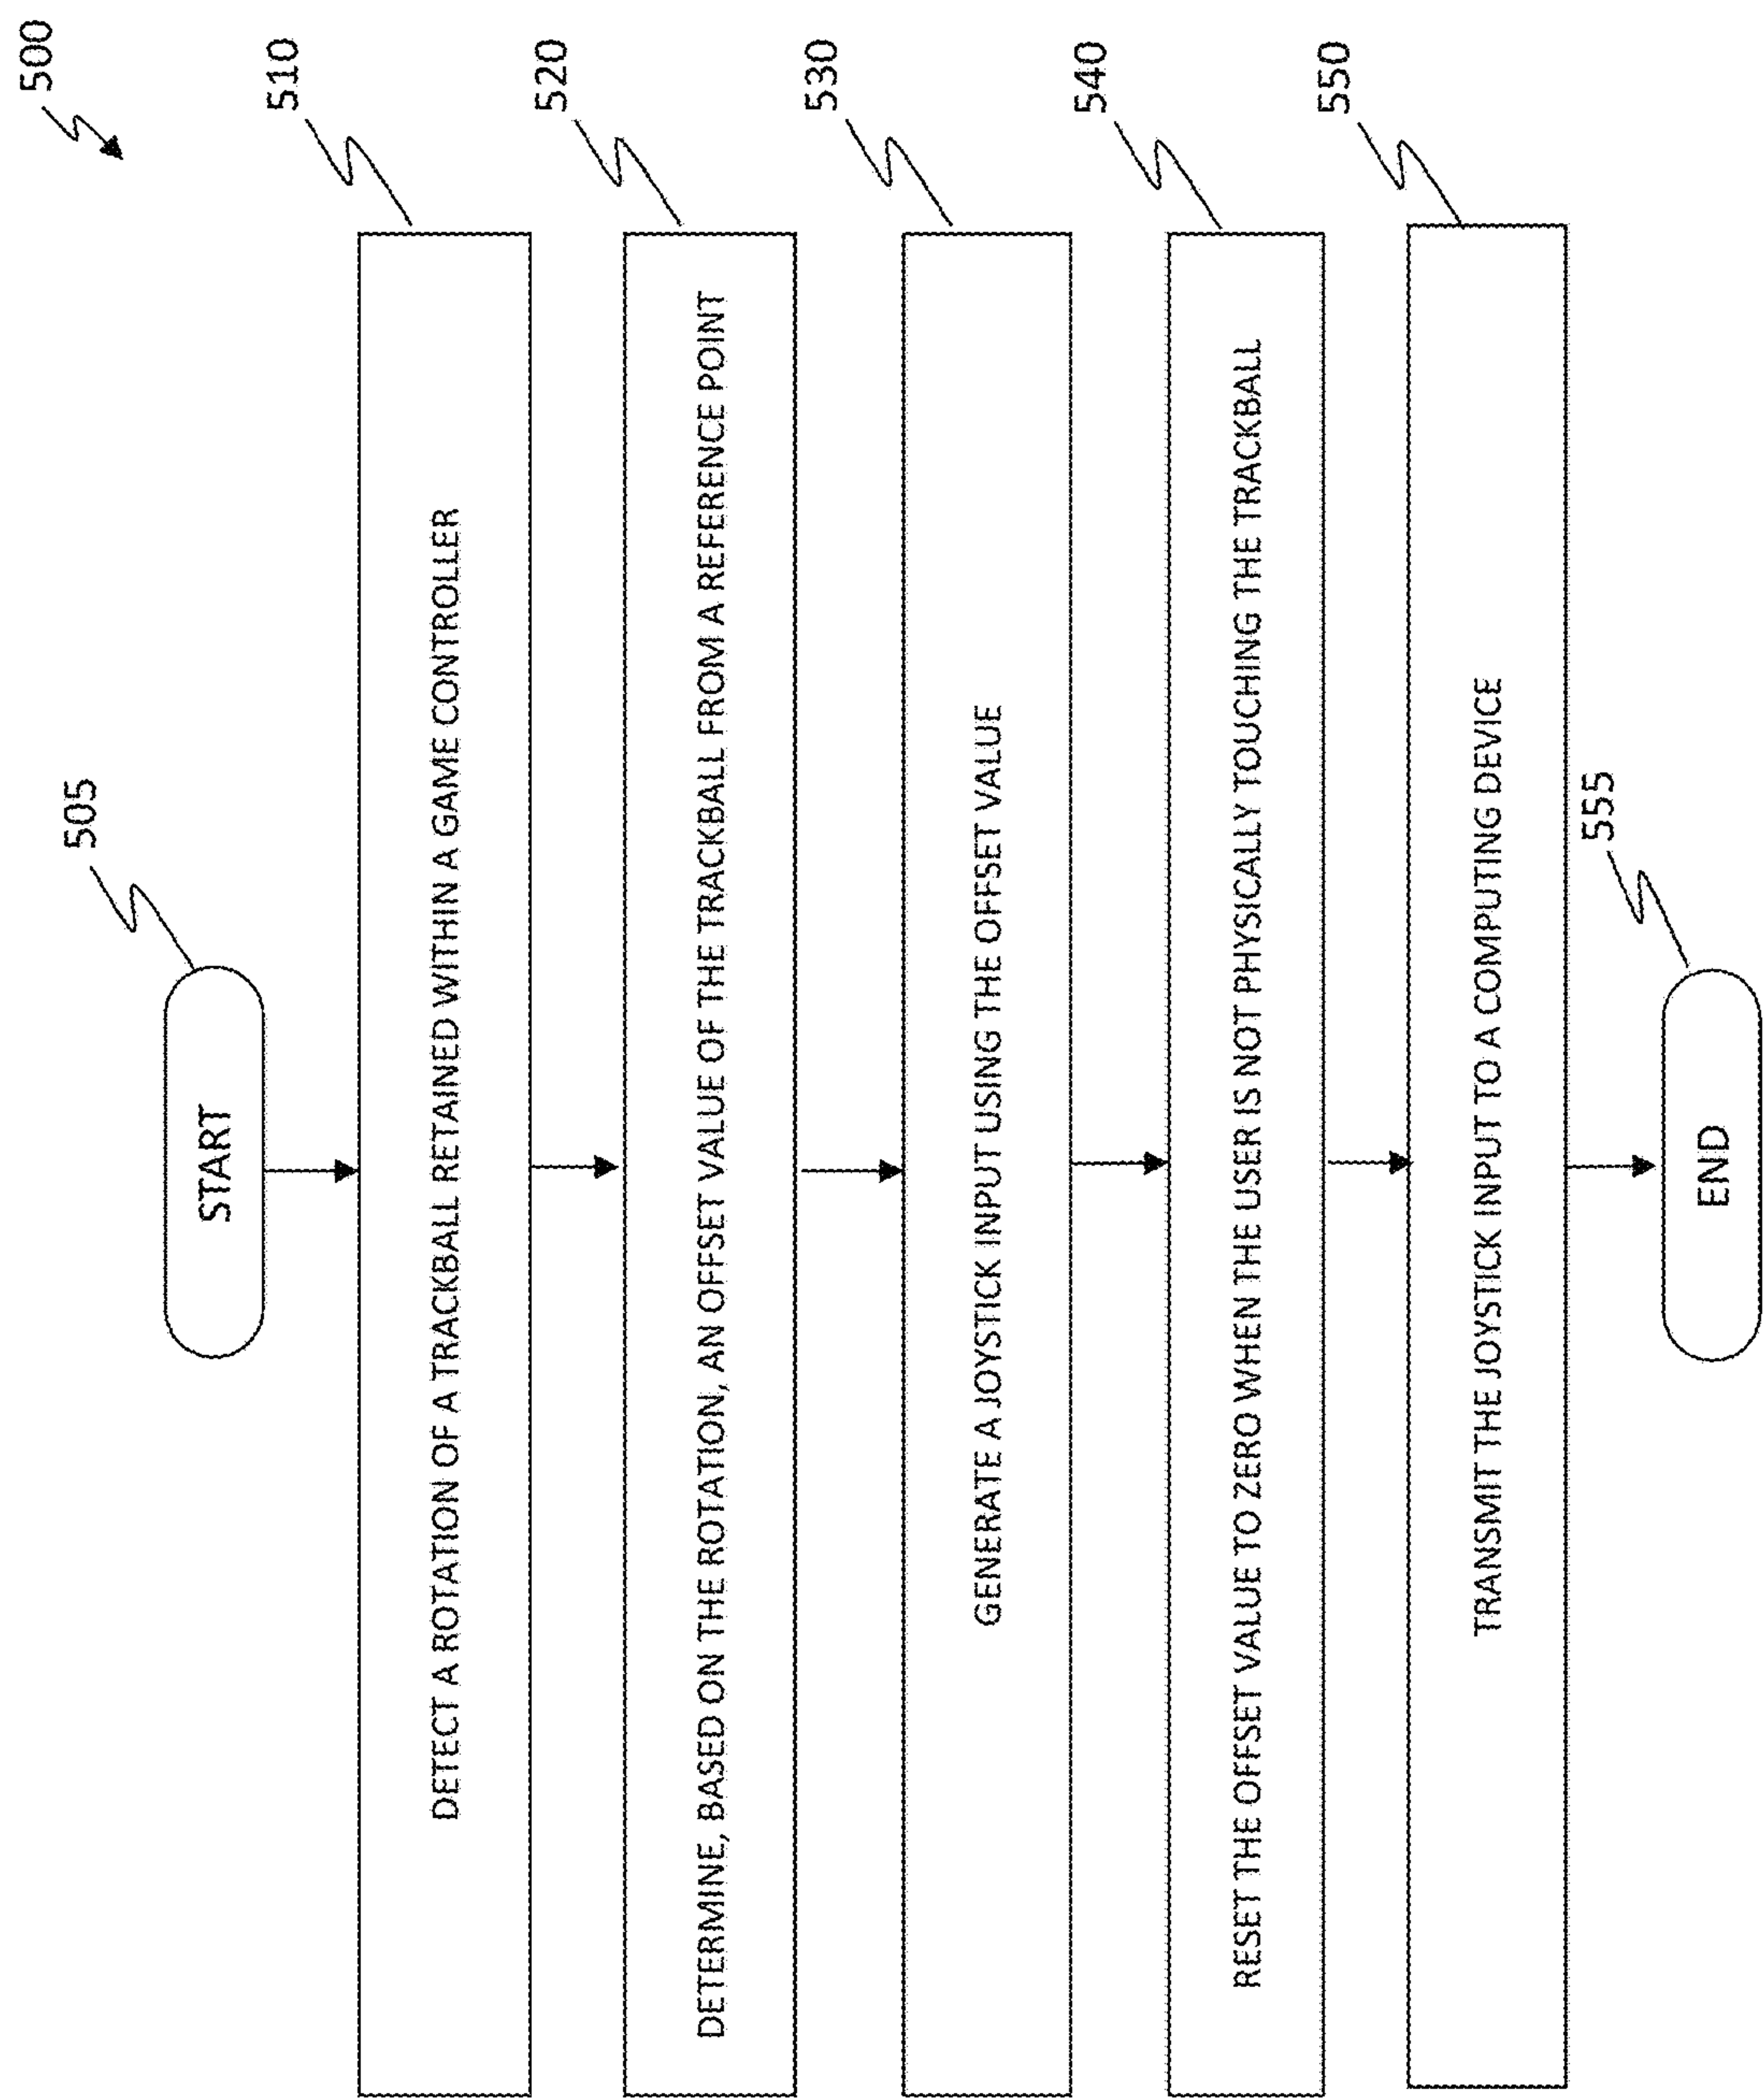 500
505
START
510
DETECT A ROTATION OF A TRACKBALL RETAINED WITHIN A GAME CONTROLLER
520
DETERMINE, BASED ON THE ROTATION, AN OFFSET VALUE OF THE TRACKBALL FROM A REFERENCE POINT
530
GENERATE A JOYSTICK INPUT USING THE OFFSET VALUE
540
RESET THE OFFSET VALUE TO ZERO WHEN THE USER IS NOT PHYSICALLY TOUCHING THE TRACKBALL
550
TRANSMIT THE JOYSTICK INPUT TO A COMPUTING DEVICE
555
END